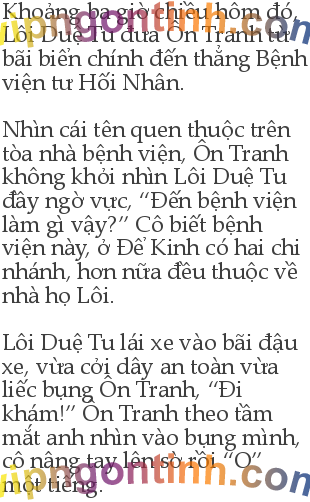 Khoảng ba giờ chiều hôm đó,
Lôi Duệ Tu đưa Ôn Tranh từ
bãi biển chính đến thẳng Bệnh
viện tư Hối Nhân.

Nhìn cái tên quen thuộc trên
tòa nhà bệnh viện, Ôn Tranh
không khỏi nhìn Lôi Duệ Tu
đầy ngờ vực, “Đến bệnh viện
làm gì vậy?” Cô biết bệnh
viện này, ở Để Kinh có hai chi
nhánh, hơn nữa đều thuộc về
nhà họ Lôi.

Lôi Duệ Tu lái xe vào bãi đậu
xe, vừa cởi dây an toàn vừa
liếc bụng Ôn Tranh, “Đi
khám!” Ôn Tranh theo tầm
mắt anh nhìn vào bụng mình,
cô nâng tay lên sờ rồi “O”
một tiếng.
vipngontinh.com
vipngontinh.com